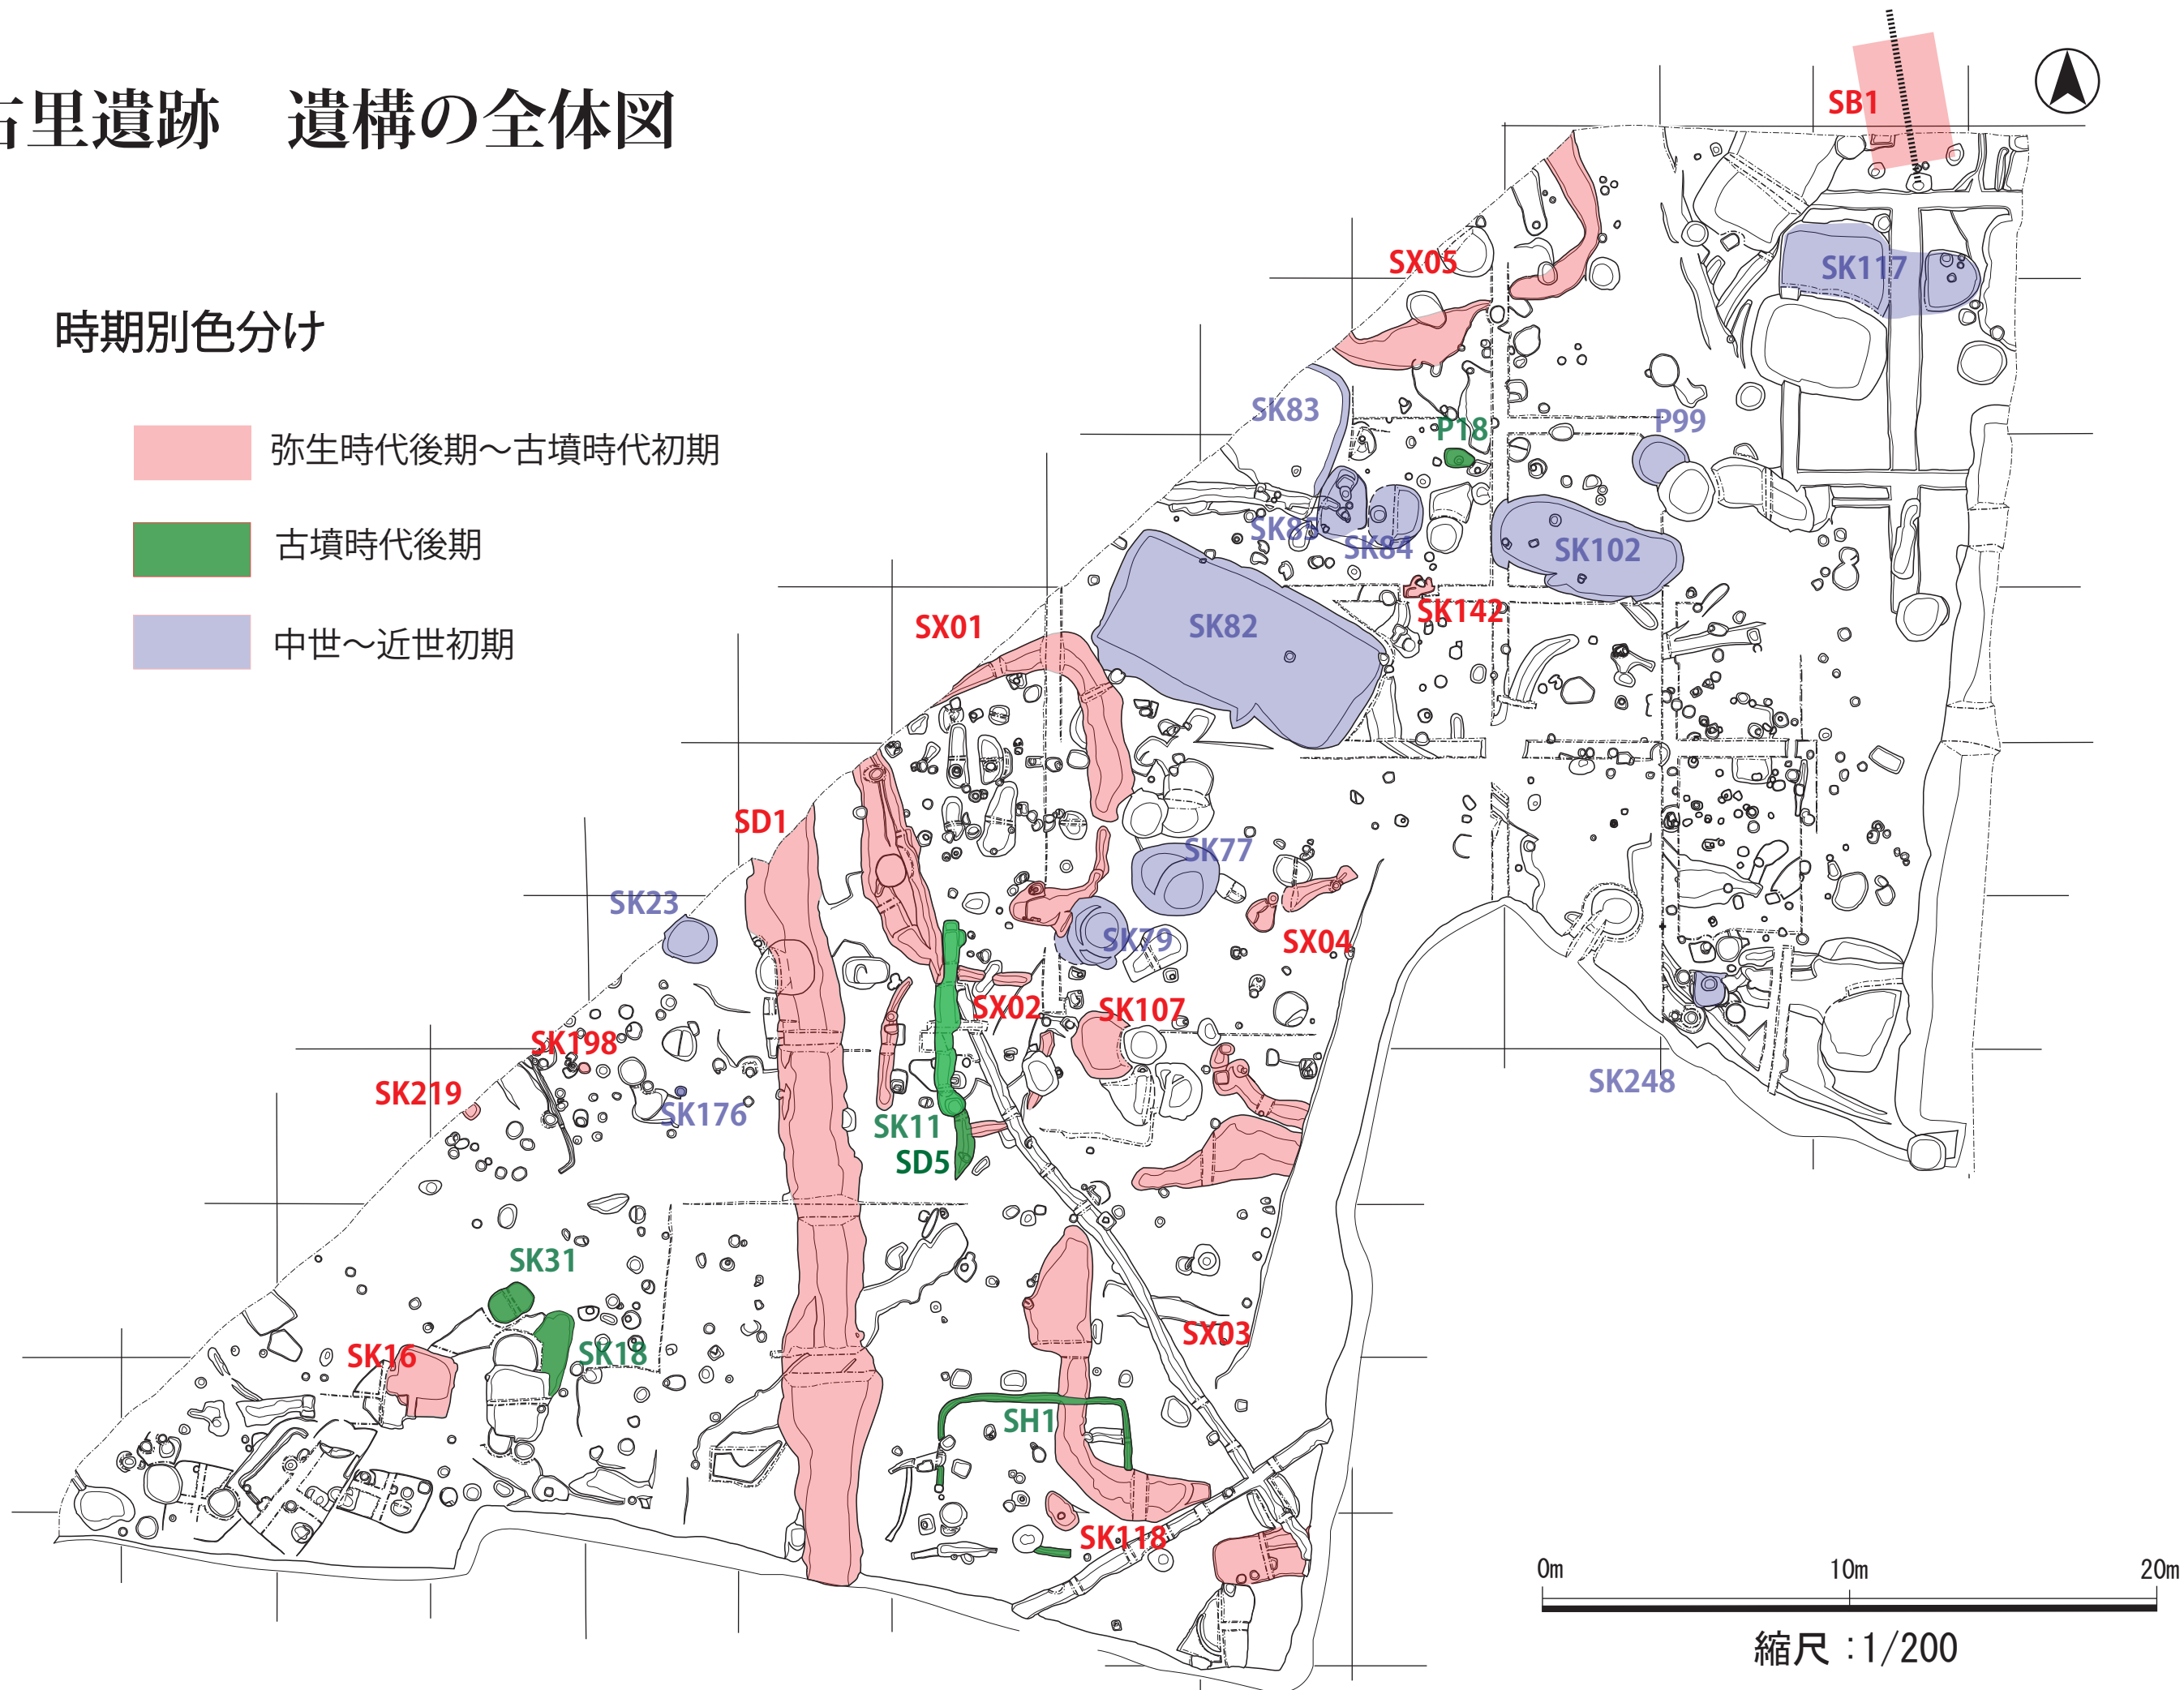 里遺跡　遺構の全体図
時期別色分け
弥生時代後期～古墳時代初期
古墳時代後期
中世～近世初期
SB1
SX05
SK117
SK83
P18
P99
SK85
SK84
SK102
SK142
SX01
SK82
SD1
SK77
SK23
SK79
SX04
SX02
SK107
SK198
SK219
SK176
SK11
SD5
SK248
SK31
SK16
SK18
SX03
SH1
SK118
0m 10m 20m
縮尺：1/200